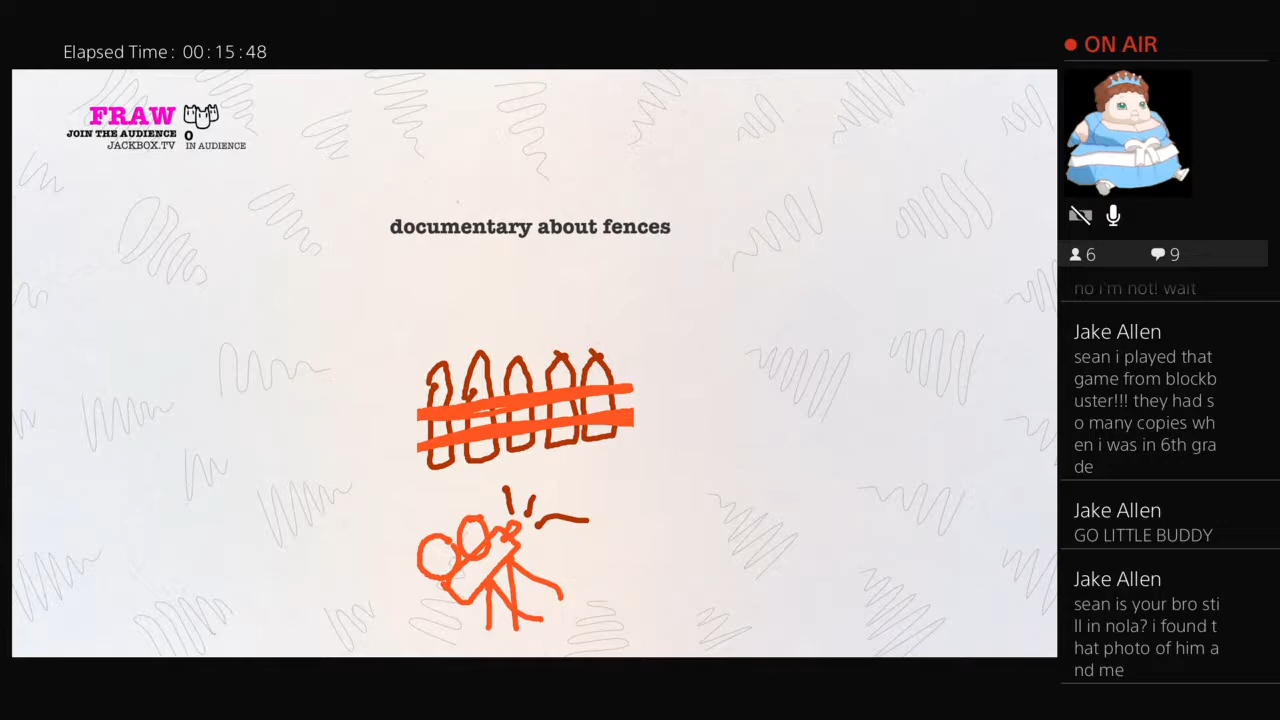 Elapsed Time: 00:15:48
ON AIR
FRAW
JOIN THE AUDIENCE
JACKBOX.TV
0
IN AUDIENCE
documentary about fences
6
9
no i'm not! wait
Jake Allen
sean i played that
game from blockb
uster!!! they had s
o many copies wh
en i was in 6th gra
de
Jake Allen
GO LITTLE BUDDY
Jake Allen
sean is your bro sti
ll in nola? i found t
hat photo of him a
nd me